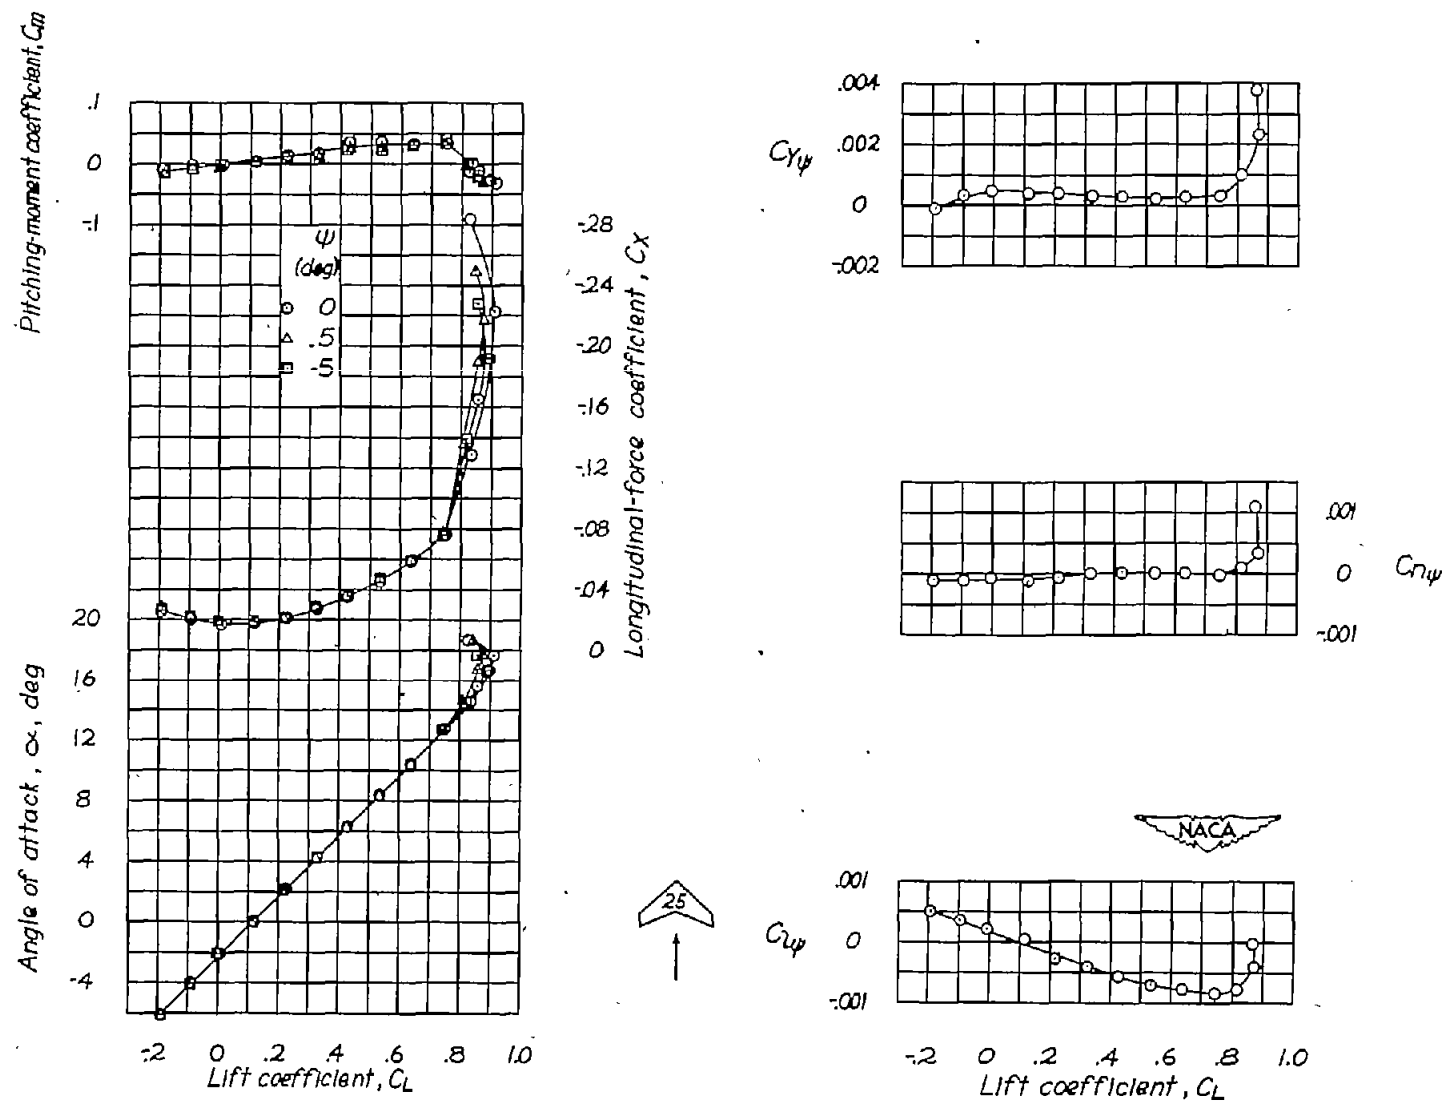 Pitching-moment coefficient, Cm
.1
0
-.1
ψ
(deg)
0
.5
-5
-.28
-.24
-.20
-.16
-.12
-.08
-.04
0
Longitudinal-force coefficient, CX
20
16
12
8
4
0
-4
Angle of attack, α, deg
-.2 0 .2 .4 .6 .8 1.0
Lift coefficient, CL
25
.004
.002
0
-.002
CYψ
.001
0
-.001
Cnψ
NACA
.001
0
-.001
Clψ
-.2 0 .2 .4 .6 .8 1.0
Lift coefficient, CL